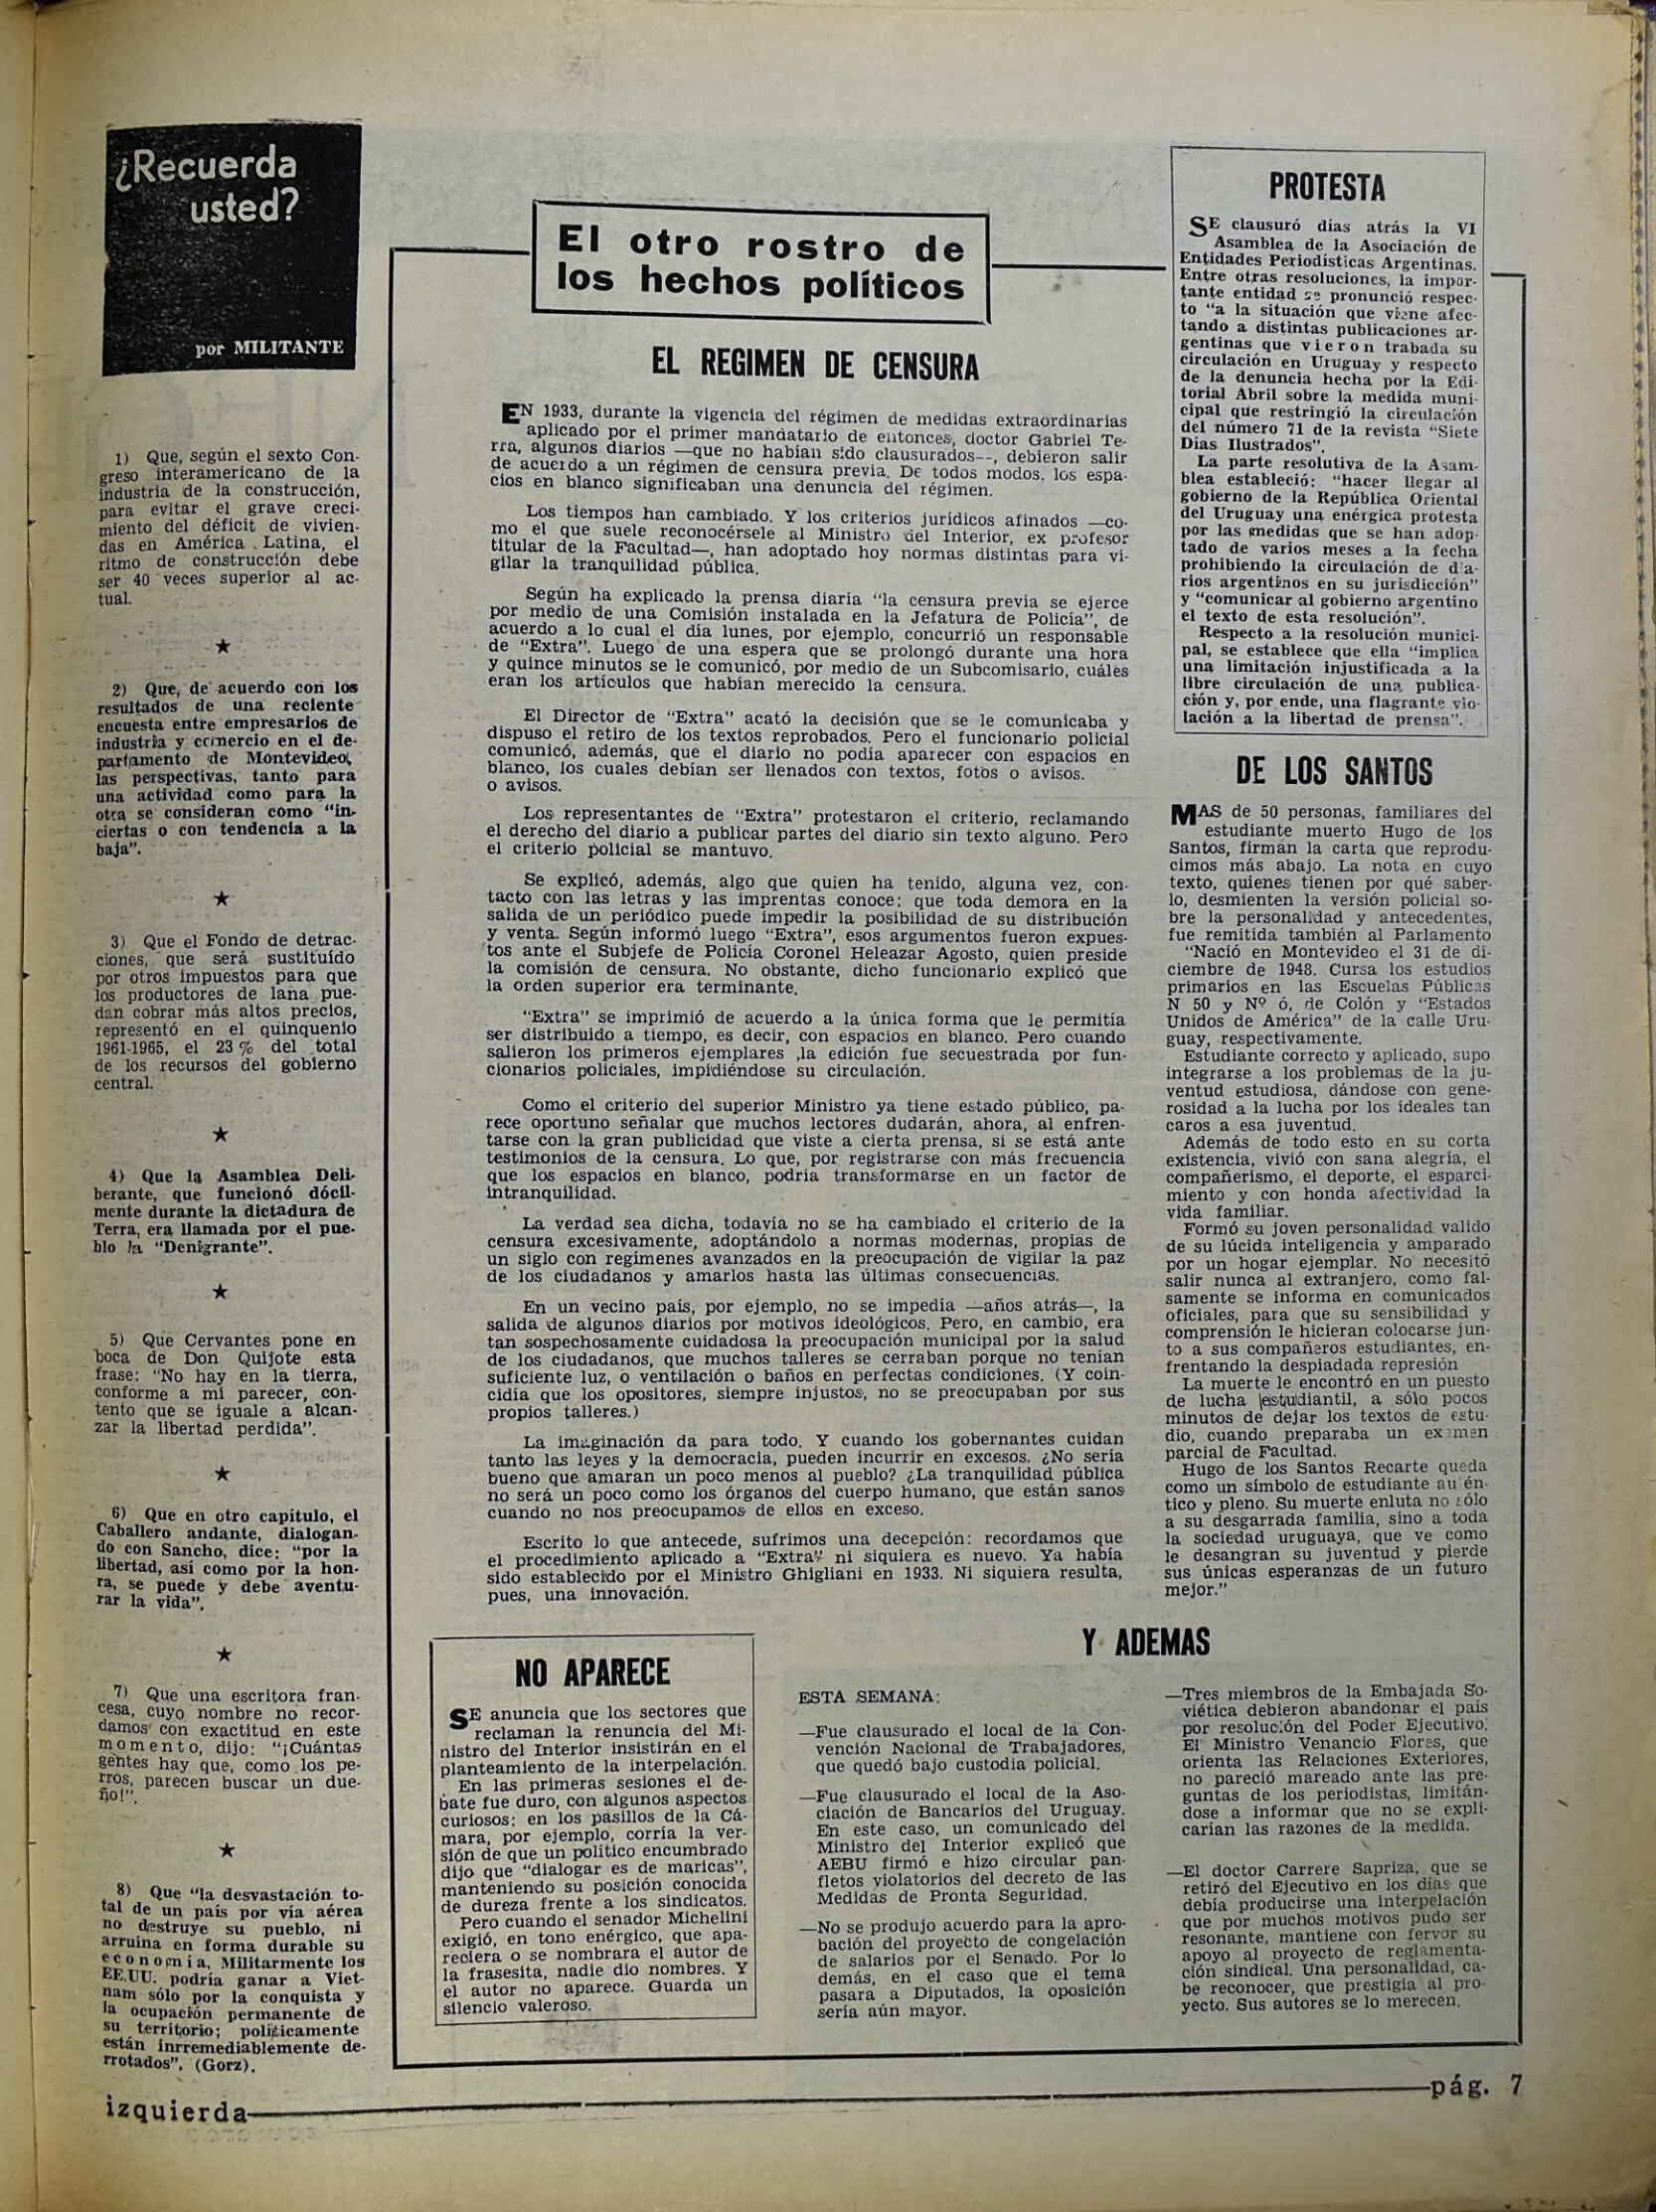 ¿Recuerda
usted?
por MILITANTE
1) Que, según el sexto Con-
greso interamericano de la
industria de la construcción,
para evitar el grave creci-
miento del déficit de vivien-
das en América Latina, el
ritmo de construcción debe
ser 40 veces superior al ac-
tual.
★
2) Que, de acuerdo con los
resultados de una reciente
encuesta entre empresarios de
industria y comercio en el de-
partamento de Montevideo,
las perspectivas, tanto para
una actividad como para la
otra se consideran como "in-
ciertas o con tendencia a la
baja".
★
3) Que el Fondo de detrac-
ciones, que será sustituído
por otros impuestos para que
los productores de lana pue-
dan cobrar más altos precios,
representó en el quinquenio
1961-1965, el 23 % del total
de los recursos del gobierno
central.
★
4) Que la Asamblea Deli-
berante, que funcionó dócil-
mente durante la dictadura de
Terra, era llamada por el pue-
blo la "Denigrante".
★
5) Que Cervantes pone en
boca de Don Quijote esta
frase: "No hay en la tierra,
conforme a mi parecer, con-
tento que se iguale a alcan-
zar la libertad perdida".
★
6) Que en otro capítulo, el
Caballero andante, dialogan-
do con Sancho, dice: "por la
libertad, así como por la hon-
ra, se puede y debe aventu-
rar la vida".
★
7) Que una escritora fran-
cesa, cuyo nombre no recor-
damos con exactitud en este
momento, dijo: "¡Cuántas
gentes hay que, como los pe-
rros, parecen buscar un due-
ño!".
★
8) Que "la desvastación to-
tal de un país por vía aérea
no destruye su pueblo, ni
arruina en forma durable su
economía. Militarmente los
EE.UU. podría ganar a Viet-
nam sólo por la conquista y
la ocupación permanente de
su territorio; políticamente
están inrremediablemente de-
rrotados". (Gorz).
El otro rostro de
los hechos políticos
EL REGIMEN DE CENSURA
EN 1933, durante la vigencia del régimen de medidas extraordinarias
aplicado por el primer mandatario de entonces, doctor Gabriel Te-
rra, algunos diarios —que no habían sido clausurados--, debieron salir
de acuerdo a un régimen de censura previa. De todos modos, los espa-
cios en blanco significaban una denuncia del régimen.
Los tiempos han cambiado. Y los criterios jurídicos afinados —co-
mo el que suele reconocérsele al Ministro del Interior, ex profesor
titular de la Facultad—, han adoptado hoy normas distintas para vi-
gilar la tranquilidad pública.
Según ha explicado la prensa diaria "la censura previa se ejerce
por medio de una Comisión instalada en la Jefatura de Policía", de
acuerdo a lo cual el día lunes, por ejemplo, concurrió un responsable
de "Extra". Luego de una espera que se prolongó durante una hora
y quince minutos se le comunicó, por medio de un Subcomisario, cuáles
eran los artículos que habían merecido la censura.
El Director de "Extra" acató la decisión que se le comunicaba y
dispuso el retiro de los textos reprobados. Pero el funcionario policial
comunicó, además, que el diario no podía aparecer con espacios en
blanco, los cuales debían ser llenados con textos, fotos o avisos.
o avisos.
Los representantes de "Extra" protestaron el criterio, reclamando
el derecho del diario a publicar partes del diario sin texto alguno. Pero
el criterio policial se mantuvo.
Se explicó, además, algo que quien ha tenido, alguna vez, con-
tacto con las letras y las imprentas conoce: que toda demora en la
salida de un periódico puede impedir la posibilidad de su distribución
y venta. Según informó luego "Extra", esos argumentos fueron expues-
tos ante el Subjefe de Policía Coronel Heleazar Agosto, quien preside
la comisión de censura. No obstante, dicho funcionario explicó que
la orden superior era terminante.
"Extra" se imprimió de acuerdo a la única forma que le permitía
ser distribuido a tiempo, es decir, con espacios en blanco. Pero cuando
salieron los primeros ejemplares ,la edición fue secuestrada por fun-
cionarios policiales, impidiéndose su circulación.
Como el criterio del superior Ministro ya tiene estado público, pa-
rece oportuno señalar que muchos lectores dudarán, ahora, al enfren-
tarse con la gran publicidad que viste a cierta prensa, si se está ante
testimonios de la censura. Lo que, por registrarse con más frecuencia
que los espacios en blanco, podría transformarse en un factor de
intranquilidad.
La verdad sea dicha, todavía no se ha cambiado el criterio de la
censura excesivamente, adoptándolo a normas modernas, propias de
un siglo con regímenes avanzados en la preocupación de vigilar la paz
de los ciudadanos y amarlos hasta las últimas consecuencias.
En un vecino país, por ejemplo, no se impedía —años atrás—, la
salida de algunos diarios por motivos ideológicos. Pero, en cambio, era
tan sospechosamente cuidadosa la preocupación municipal por la salud
de los ciudadanos, que muchos talleres se cerraban porque no tenían
suficiente luz, o ventilación o baños en perfectas condiciones. (Y coin-
cidía que los opositores, siempre injustos, no se preocupaban por sus
propios talleres.)
La imaginación da para todo. Y cuando los gobernantes cuidan
tanto las leyes y la democracia, pueden incurrir en excesos. ¿No sería
bueno que amaran un poco menos al pueblo? ¿La tranquilidad pública
no será un poco como los órganos del cuerpo humano, que están sanos
cuando no nos preocupamos de ellos en exceso.
Escrito lo que antecede, sufrimos una decepción: recordamos que
el procedimiento aplicado a "Extra" ni siquiera es nuevo. Ya había
sido establecido por el Ministro Ghigliani en 1933. Ni siquiera resulta,
pues, una innovación.
PROTESTA
SE clausuró días atrás la VI
Asamblea de la Asociación de
Entidades Periodísticas Argentinas.
Entre otras resoluciones, la impor-
tante entidad se pronunció respec-
to "a la situación que viene afec-
tando a distintas publicaciones ar-
gentinas que vieron trabada su
circulación en Uruguay y respecto
de la denuncia hecha por la Edi-
torial Abril sobre la medida muni-
cipal que restringió la circulación
del número 71 de la revista "Siete
Días Ilustrados".
La parte resolutiva de la Asam-
blea estableció: "hacer llegar al
gobierno de la República Oriental
del Uruguay una enérgica protesta
por las medidas que se han adop-
tado de varios meses a la fecha
prohibiendo la circulación de d'a-
rios argentinos en su jurisdicción"
y "comunicar al gobierno argentino
el texto de esta resolución".
Respecto a la resolución munici-
pal, se establece que ella "implica
una limitación injustificada a la
libre circulación de una publica-
ción y, por ende, una flagrante vio-
lación a la libertad de prensa".
DE LOS SANTOS
MAS de 50 personas, familiares del
estudiante muerto Hugo de los
Santos, firman la carta que reprodu-
cimos más abajo. La nota en cuyo
texto, quienes tienen por qué saber-
lo, desmienten la versión policial so-
bre la personalidad y antecedentes,
fue remitida también al Parlamento
"Nació en Montevideo el 31 de di-
ciembre de 1948. Cursa los estudios
primarios en las Escuelas Públicas
N 50 y Nº ó, de Colón y "Estados
Unidos de América" de la calle Uru-
guay, respectivamente.
Estudiante correcto y aplicado, supo
integrarse a los problemas de la ju-
ventud estudiosa, dándose con gene-
rosidad a la lucha por los ideales tan
caros a esa juventud.
Además de todo esto en su corta
existencia, vivió con sana alegría, el
compañerismo, el deporte, el esparci-
miento y con honda afectividad la
vida familiar.
Formó su joven personalidad valido
de su lúcida inteligencia y amparado
por un hogar ejemplar. No necesitó
salir nunca al extranjero, como fal-
samente se informa en comunicados
oficiales, para que su sensibilidad y
comprensión le hicieran colocarse jun-
to a sus compañeros estudiantes, en-
frentando la despiadada represión
La muerte le encontró en un puesto
de lucha estudiantil, a sólo pocos
minutos de dejar los textos de estu-
dio, cuando preparaba un examen
parcial de Facultad.
Hugo de los Santos Recarte queda
como un símbolo de estudiante autén-
tico y pleno. Su muerte enluta no sólo
a su desgarrada familia, sino a toda
la sociedad uruguaya, que ve como
le desangran su juventud y pierde
sus únicas esperanzas de un futuro
mejor."
NO APARECE
SE anuncia que los sectores que
reclaman la renuncia del Mi-
nistro del Interior insistirán en el
planteamiento de la interpelación.
En las primeras sesiones el de-
bate fue duro, con algunos aspectos
curiosos: en los pasillos de la Cá-
mara, por ejemplo, corría la ver-
sión de que un político encumbrado
dijo que "dialogar es de maricas",
manteniendo su posición conocida
de dureza frente a los sindicatos.
Pero cuando el senador Michelini
exigió, en tono enérgico, que apa-
reciera o se nombrara el autor de
la frasesita, nadie dio nombres. Y
el autor no aparece. Guarda un
silencio valeroso.
Y ADEMAS
ESTA SEMANA:
—Fue clausurado el local de la Con-
vención Nacional de Trabajadores,
que quedó bajo custodia policial.
—Fue clausurado el local de la Aso-
ciación de Bancarios del Uruguay.
En este caso, un comunicado del
Ministro del Interior explicó que
AEBU firmó e hizo circular pan-
fletos violatorios del decreto de las
Medidas de Pronta Seguridad.
—No se produjo acuerdo para la apro-
bación del proyecto de congelación
de salarios por el Senado. Por lo
demás, en el caso que el tema
pasara a Diputados, la oposición
sería aún mayor.
—Tres miembros de la Embajada So-
viética debieron abandonar el país
por resolución del Poder Ejecutivo.
El Ministro Venancio Flores, que
orienta las Relaciones Exteriores,
no pareció mareado ante las pre-
guntas de los periodistas, limitán-
dose a informar que no se expli-
carían las razones de la medida.
—El doctor Carrere Sapriza, que se
retiró del Ejecutivo en los días que
debía producirse una interpelación
que por muchos motivos pudo ser
resonante, mantiene con fervor su
apoyo al proyecto de reglamenta-
ción sindical. Una personalidad, ca-
be reconocer, que prestigia al pro-
yecto. Sus autores se lo merecen.
izquierda
pág. 7